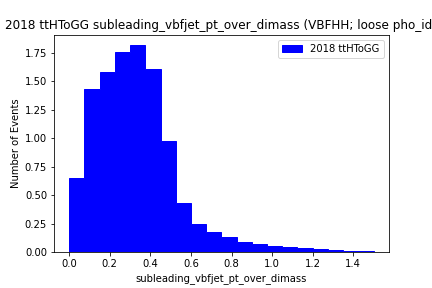 2018 ttHToGG subleading_vbfjet_pt_over_dimass (VBFHH; loose pho_id
2018 ttHToGG
Number of Events
1.75
1.50
1.25
1.00
0.75
0.50
0.25
0.00
0.0 0.2 0.4 0.6 0.8 1.0 1.2 1.4
subleading_vbfjet_pt_over_dimass